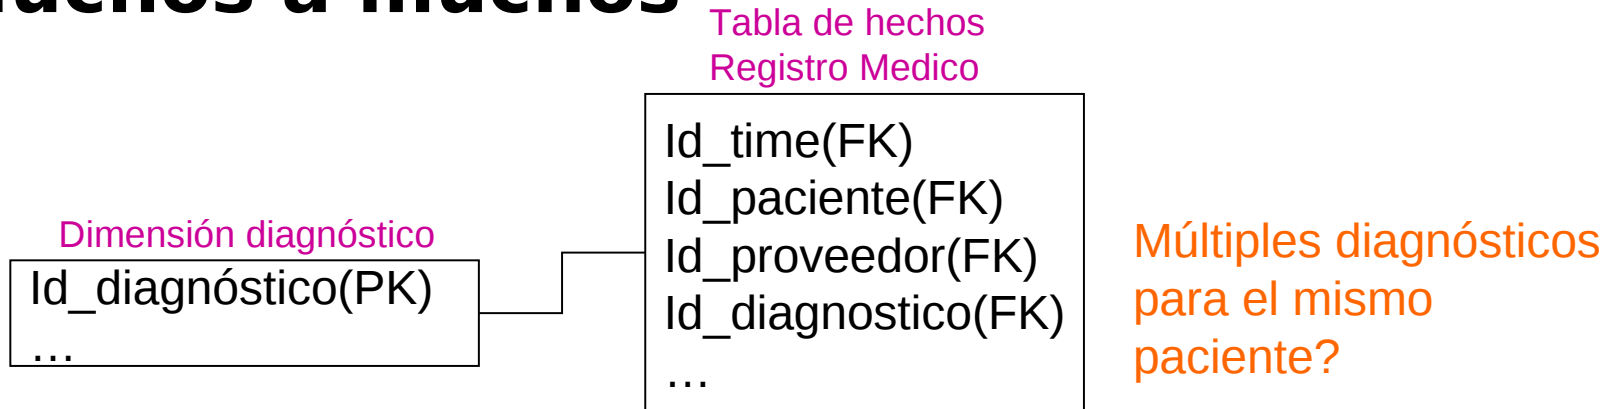 a muchos
Tabla de hechos
Registro Medico
Id_time(FK)
Id_paciente(FK)
Id_proveedor(FK)
Id_diagnostico(FK)
…
Dimensión diagnóstico
Id_diagnóstico(PK)
…
Múltiples diagnósticos
para el mismo
paciente?